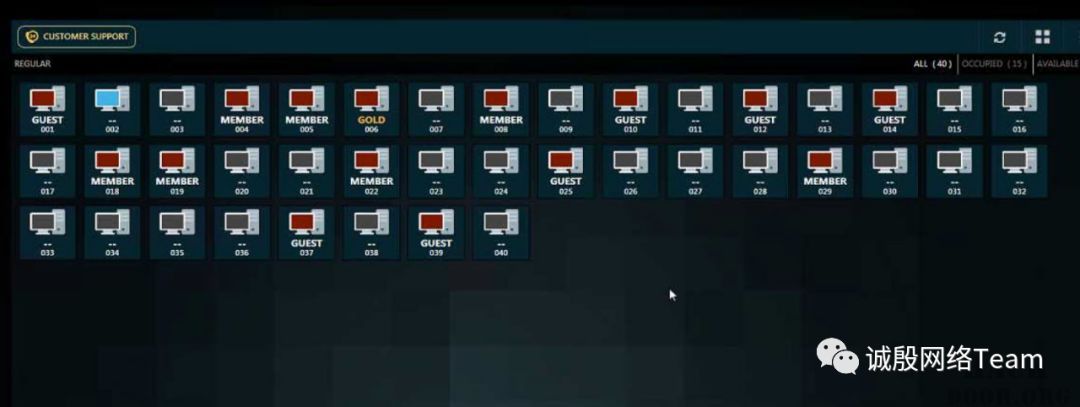 CUSTOMER SUPPORT
REGULAR
ALL (40) OCCUPIED (15) AVAILABLE
GUEST -- -- MEMBER MEMBER GOLD -- MEMBER -- GUEST -- GUEST -- GUEST -- --
001 002 003 004 005 006 007 008 009 010 011 012 013 014 015 016
-- MEMBER MEMBER -- -- MEMBER -- -- GUEST -- -- -- MEMBER -- -- --
017 018 019 020 021 022 023 024 025 026 027 028 029 030 031 032
-- -- -- -- GUEST -- GUEST --
033 034 035 036 037 038 039 040
诚殷网络Team